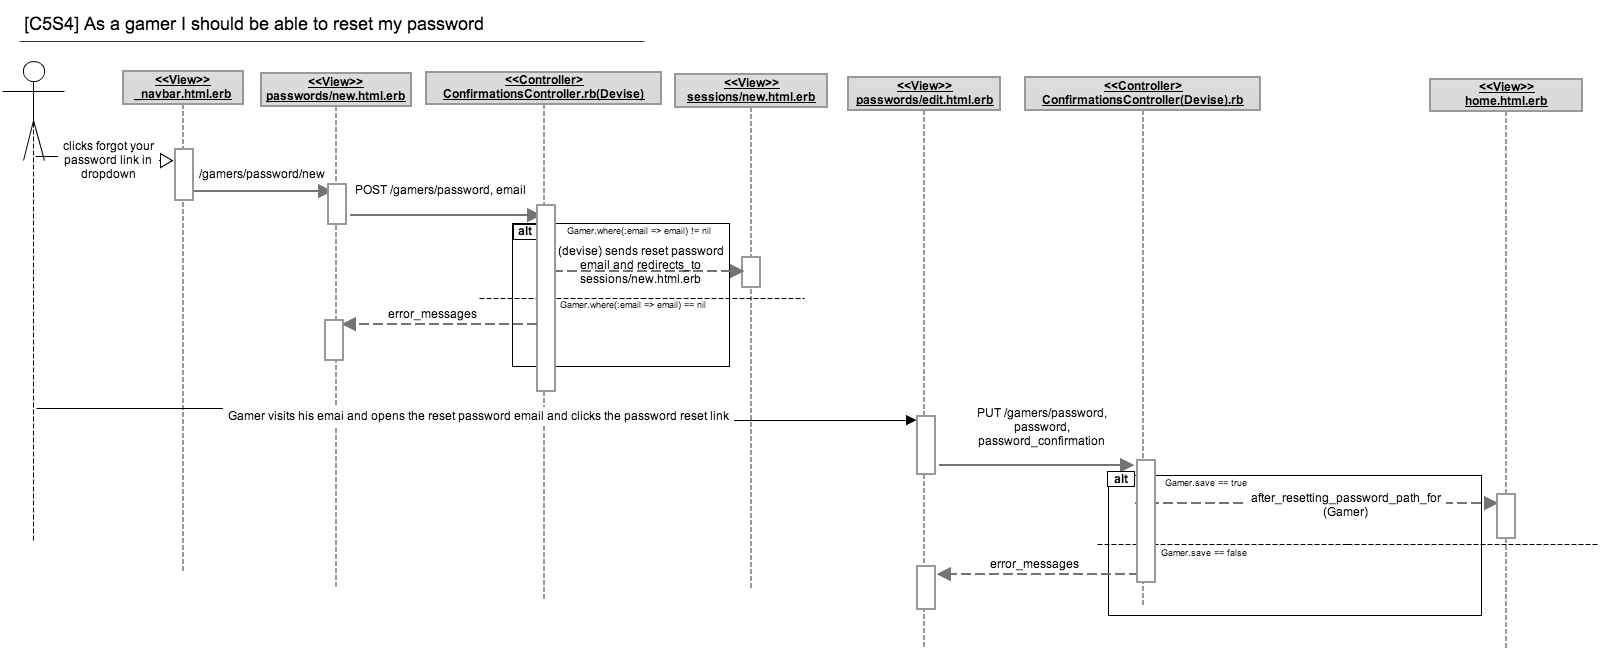 [C5S4] As a gamer I should be able to reset my password
<<View>>
_navbar.html.erb
<<View>>
passwords/new.html.erb
<<Controller>
ConfirmationsController.rb(Devise)
<<View>>
sessions/new.html.erb
<<View>>
passwords/edit.html.erb
<<Controller>
ConfirmationsController(Devise).rb
<<View>>
home.html.erb
clicks forgot your
password link in
dropdown
/gamers/password/new
POST /gamers/password, email
alt
Gamer.where(:email => email) != nil
(devise) sends reset password
email and redirects_to
sessions/new.html.erb
Gamer.where(:email => email) == nil
error_messages
Gamer visits his emai and opens the reset password email and clicks the password reset link
PUT /gamers/password,
password,
password_confirmation
alt
Gamer.save == true
after_resetting_password_path_for
(Gamer)
Gamer.save == false
error_messages